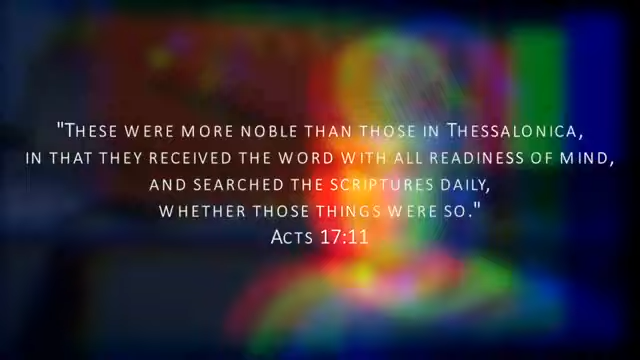 "These were more noble than those in Thessalonica,
in that they received the word with all readiness of mind,
and searched the scriptures daily,
whether those things were so."
Acts 17:11